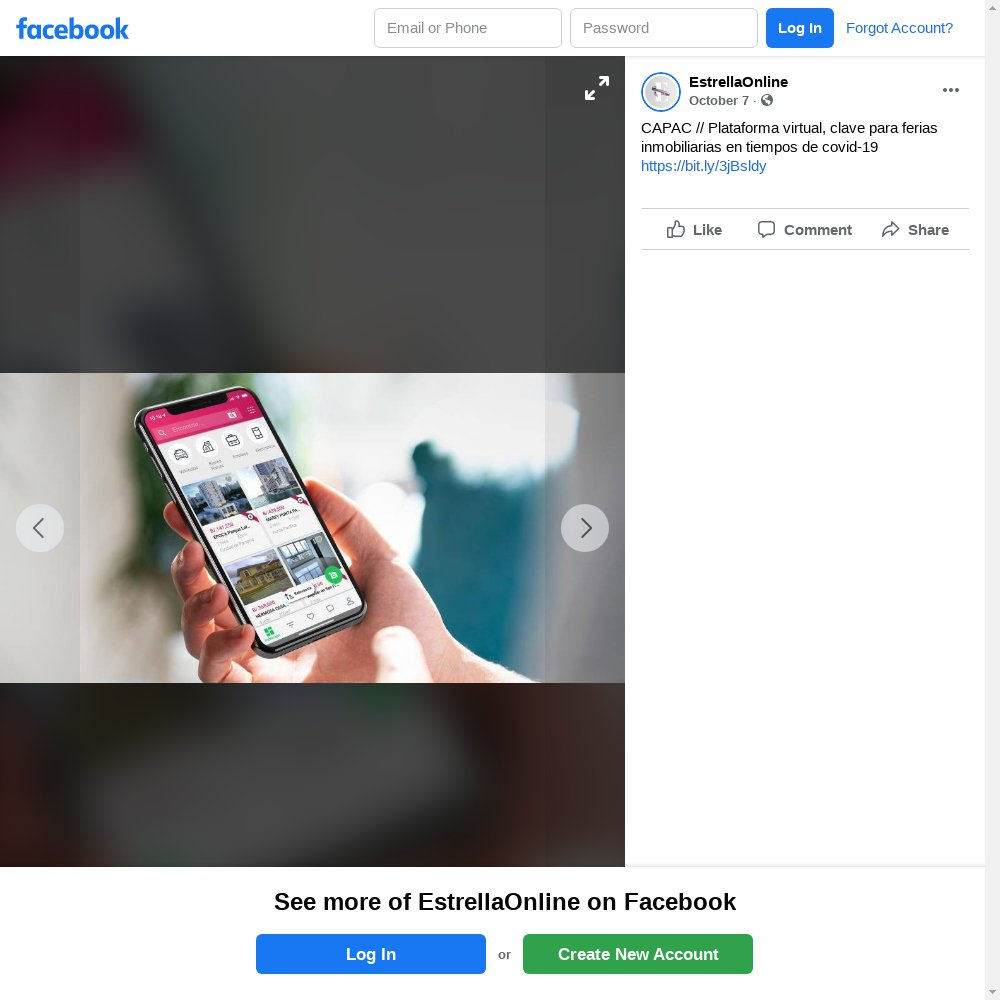 facebook
Email or Phone
Password
Log In
Forgot Account?
EstrellaOnline
October 7 ·
CAPAC // Plataforma virtual, clave para ferias
inmobiliarias en tiempos de covid-19
https://bit.ly/3jBsldy
Like
Comment
Share
See more of EstrellaOnline on Facebook
Log In
or
Create New Account